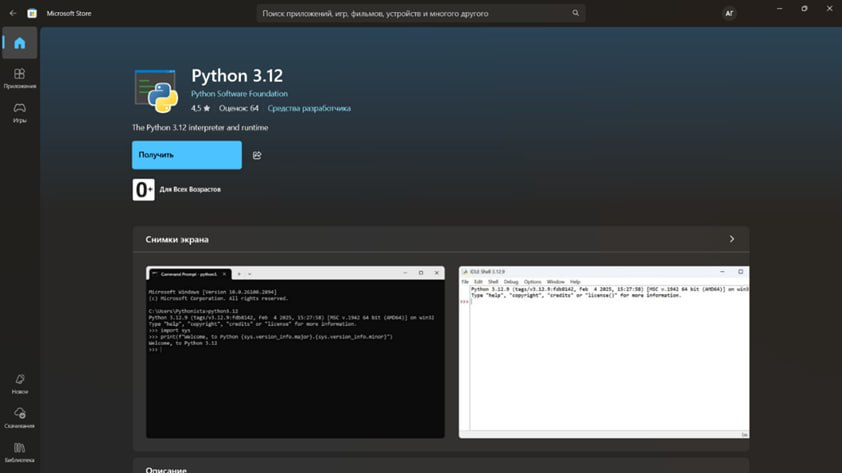 Microsoft Store
Поиск приложений, игр, фильмов, устройств и многого другого
АГ
Приложения
Игры
Python 3.12
Python Software Foundation
4,5 ★ Оценок: 64 Средства разработчика
The Python 3.12 interpreter and runtime
Получить
0+ Для Всех Возрастов
Снимки экрана
Command Prompt - python3.
Microsoft Windows [Version 10.0.26100.2894]
(c) Microsoft Corporation. All rights reserved.
C:\Users\Pythonista>python3.12
Python 3.12.9 (tags/v3.12.9:fdb8142, Feb 4 2025, 15:27:58) [MSC v.1942 64 bit (AMD64)] on win32
Type "help", "copyright", "credits" or "license" for more information.
>>> import sys
>>> print(f"Welcome, to Python {sys.version_info.major}.{sys.version_info.minor}")
Welcome, to Python 3.12
>>>
IDLE Shell 3.12.9
File Edit Shell Debug Options Window Help
Python 3.12.9 (tags/v3.12.9:fdb8142, Feb 4 2025, 15:27:58) [MSC v.1942 64 bit (AMD64)] on win3
Type "help", "copyright", "credits" or "license()" for more information.
>>>
Новое
Скачивания
Библиотека
Описание